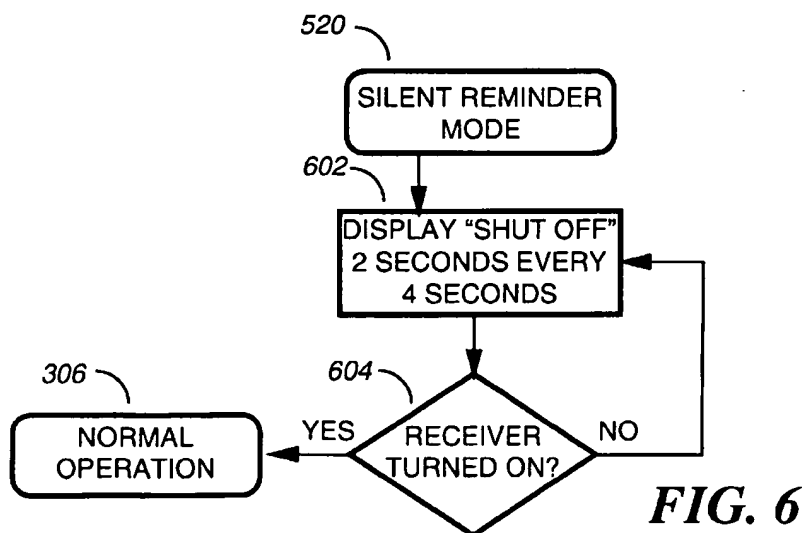 520
SILENT REMINDER
MODE
602
DISPLAY “SHUT OFF”
2 SECONDS EVERY
4 SECONDS
306
604
NORMAL
OPERATION
YES
RECEIVER
TURNED ON?
NO
FIG. 6